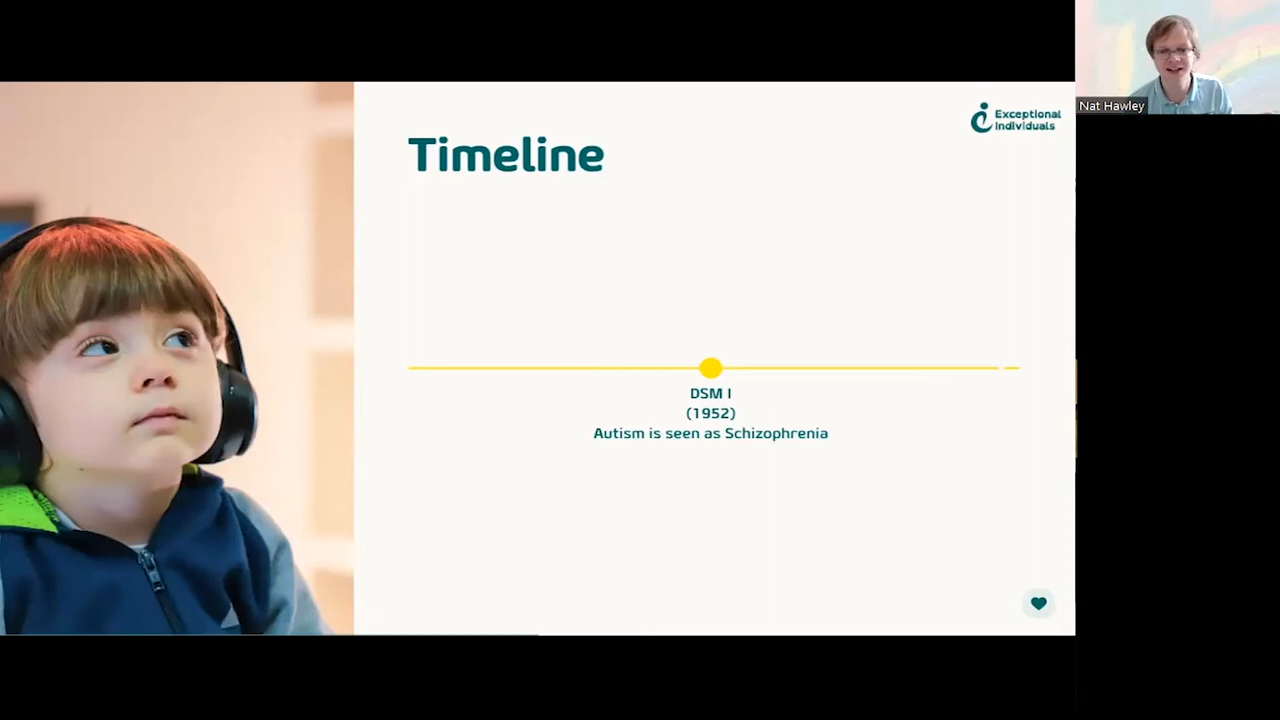 Timeline
Exceptional
Individuals
DSM I
(1952)
Autism is seen as Schizophrenia
Nat Hawley